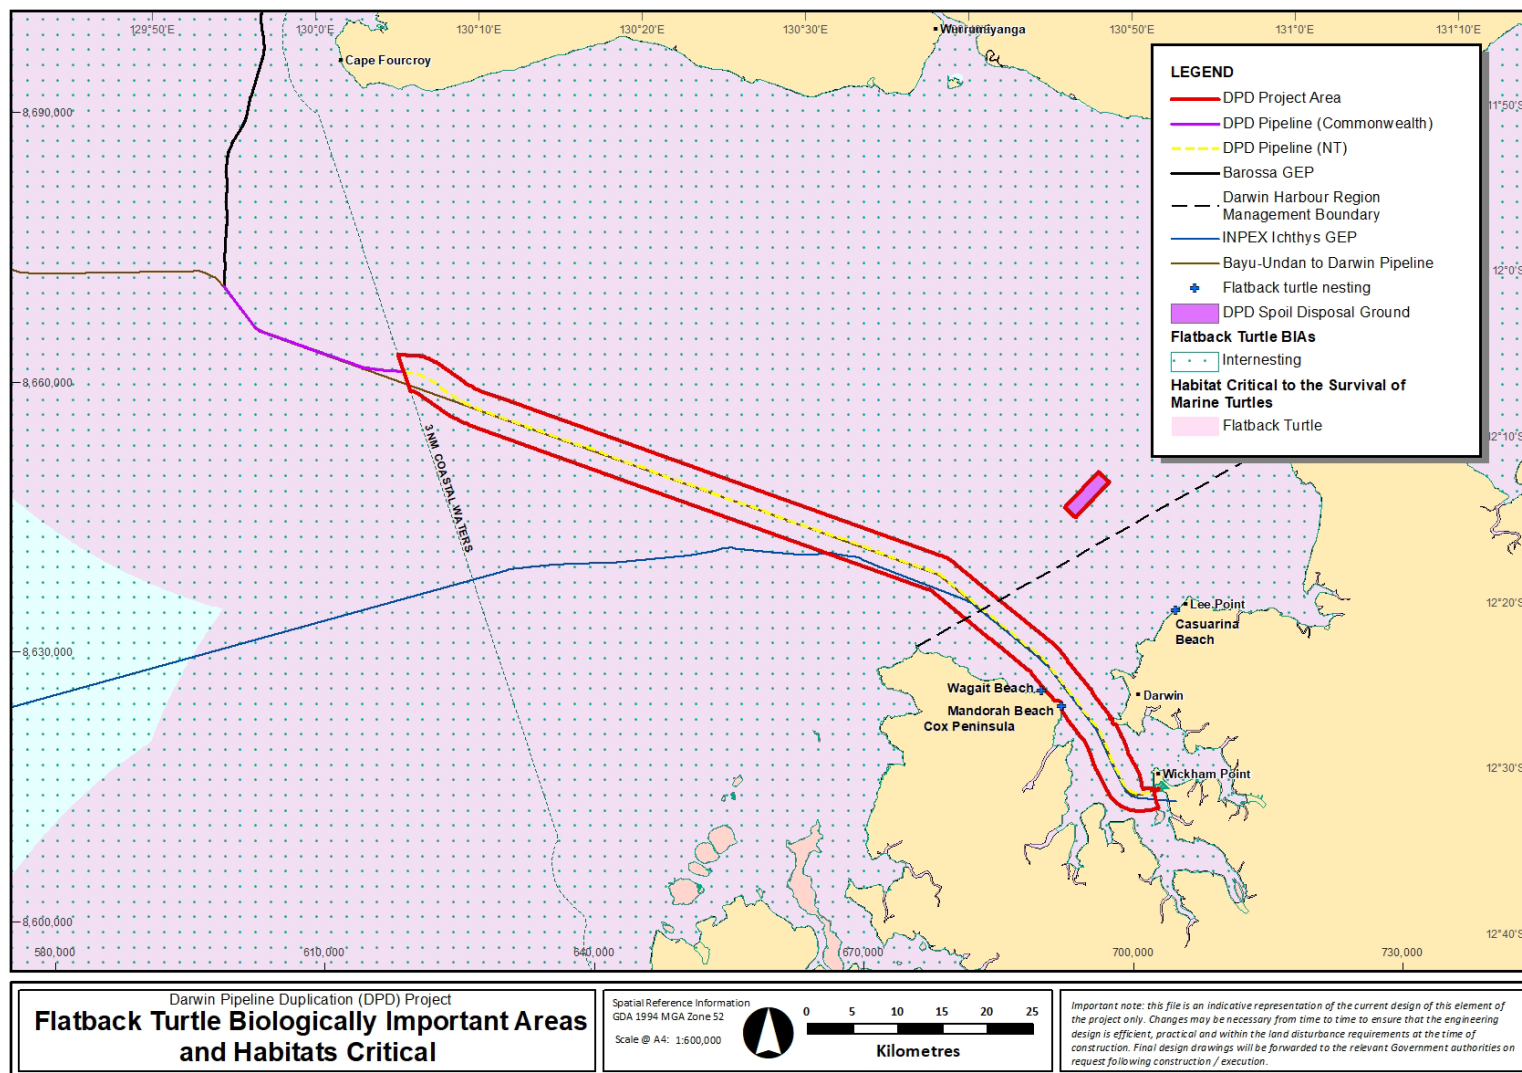 129°50'E
130°0'E
130°10'E
130°20'E
130°30'E
130°50'E
131°0'E
131°10'E
Cape Fourcroy
Wurrumiyanga
8,690,000
8,660,000
8,630,000
8,600,000
11°50'S
12°0'S
12°10'S
12°20'S
12°30'S
12°40'S
LEGEND
DPD Project Area
DPD Pipeline (Commonwealth)
DPD Pipeline (NT)
Barossa GEP
Darwin Harbour Region
Management Boundary
INPEX Ichthys GEP
Bayu-Undan to Darwin Pipeline
Flatback turtle nesting
DPD Spoil Disposal Ground
Flatback Turtle BIAs
Internesting
Habitat Critical to the Survival of
Marine Turtles
Flatback Turtle
3 NM COASTAL WATERS
Lee Point
Casuarina
Beach
Wagait Beach
Darwin
Mandorah Beach
Cox Peninsula
Wickham Point
580,000
610,000
640,000
670,000
700,000
730,000
Darwin Pipeline Duplication (DPD) Project
Flatback Turtle Biologically Important Areas
and Habitats Critical
Spatial Reference Information
GDA 1994 MGA Zone 52
Scale @ A4: 1:600,000
0 5 10 15 20 25
Kilometres
Important note: this file is an indicative representation of the current design of this element of
the project only. Changes may be necessary from time to time to ensure that the engineering
design is efficient, practical and within the land disturbance requirements at the time of
construction. Final design drawings will be forwarded to the relevant Government authorities on
request following construction / execution.